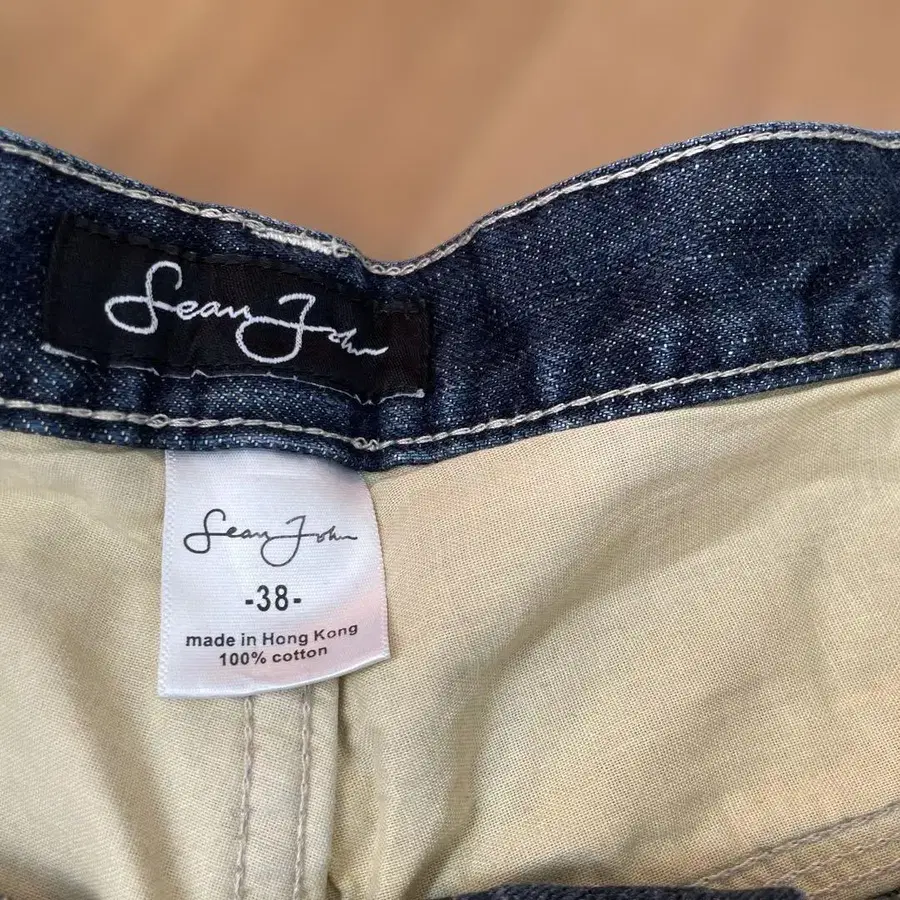 Sean John
Sean John
-38-
made in Hong Kong
100% cotton